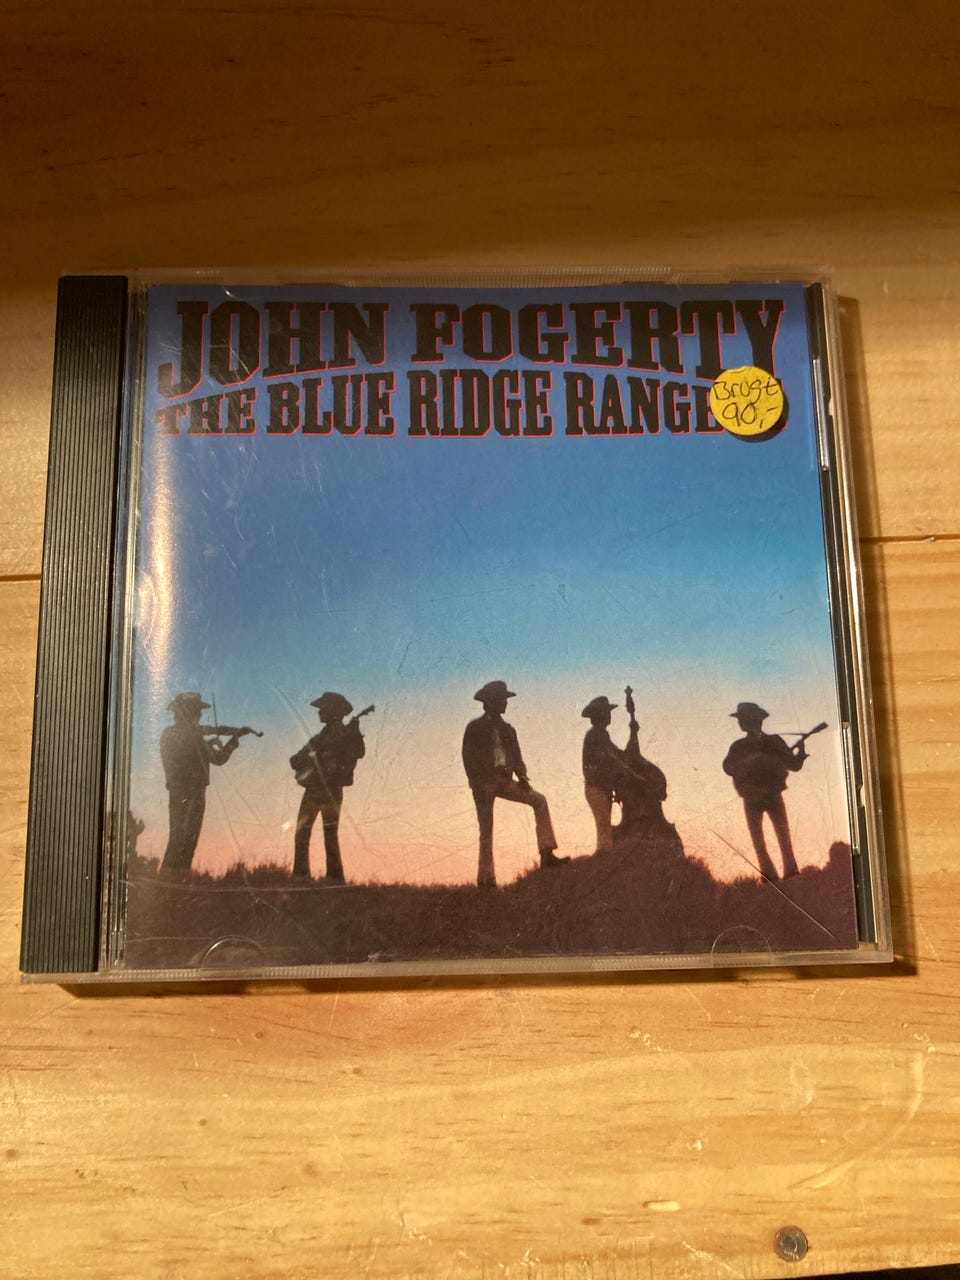 JOHN FOGERTY
THE BLUE RIDGE RANGE
Brugt
90,